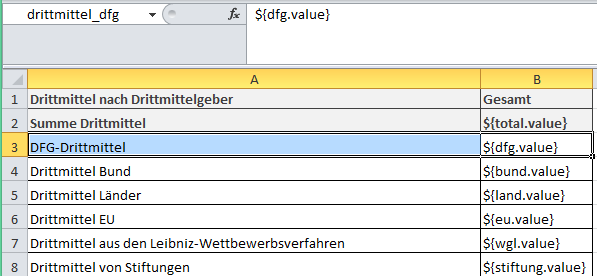 drittmittel_dfg fx ${dfg.value}
A B
1 Drittmittel nach Drittmittelgeber Gesamt
2 Summe Drittmittel ${total.value}
3 DFG-Drittmittel ${dfg.value}
4 Drittmittel Bund ${bund.value}
5 Drittmittel Länder ${land.value}
6 Drittmittel EU ${eu.value}
7 Drittmittel aus den Leibniz-Wettbewerbsverfahren ${wgl.value}
8 Drittmittel von Stiftungen ${stiftung.value}